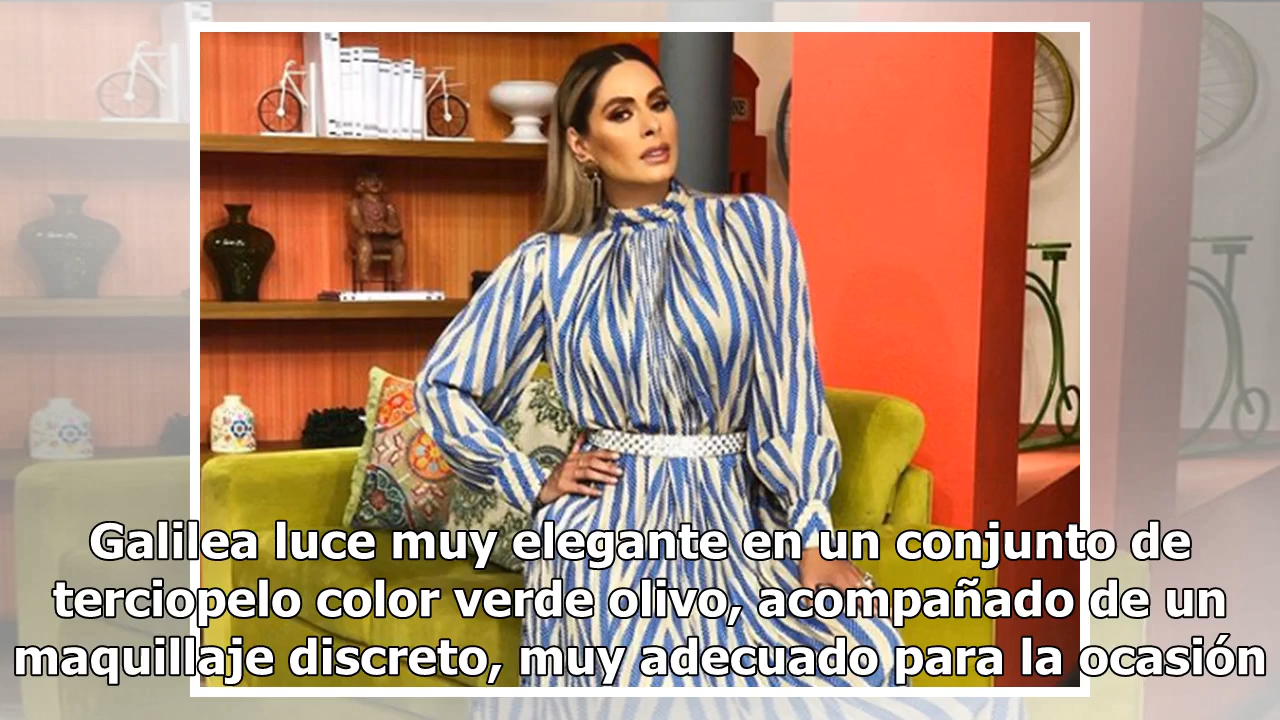 NE
Galilea luce muy elegante en un conjunto de
terciopelo color verde olivo, acompañado de un
maquillaje discreto, muy adecuado para la ocasión